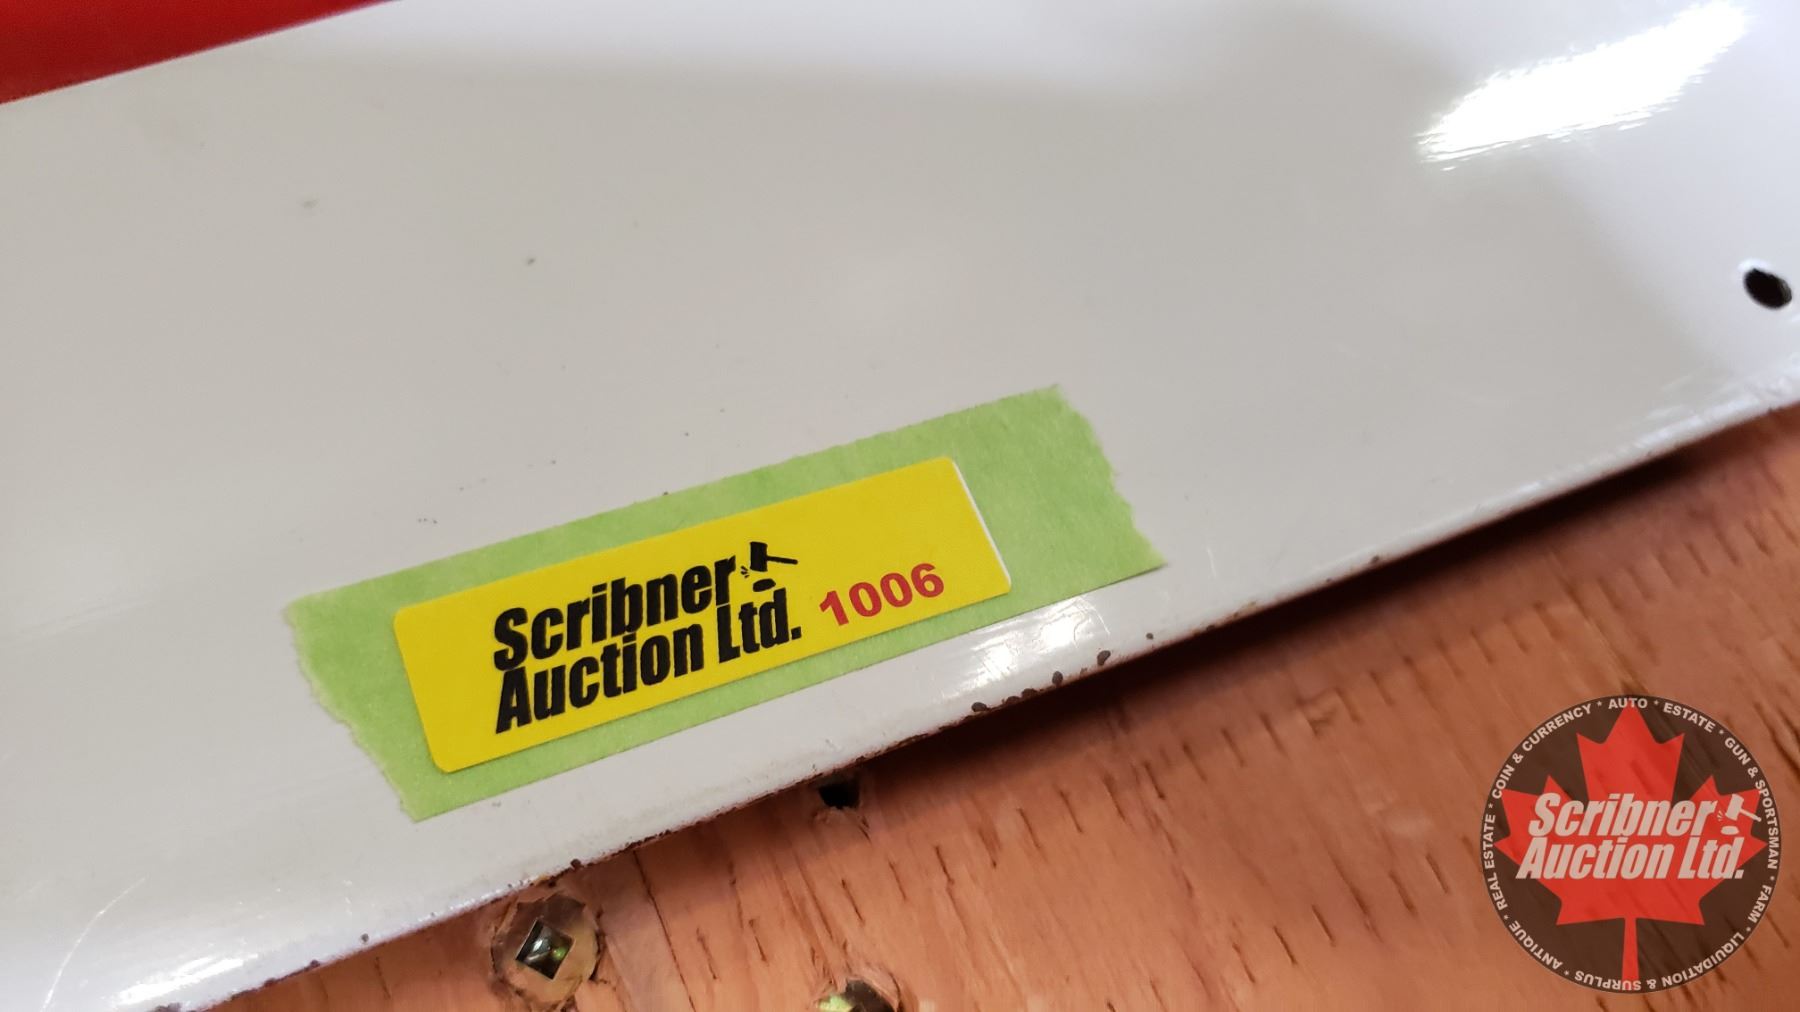 Scribner
Auction Ltd. 1006
COIN & CURRENCY * AUTO * ESTATE * GUN & SPORTSMAN * FARM * LIQUIDATION & SURPLUS * ANTIQUE * REAL ESTATE *
Scribner
Auction Ltd.